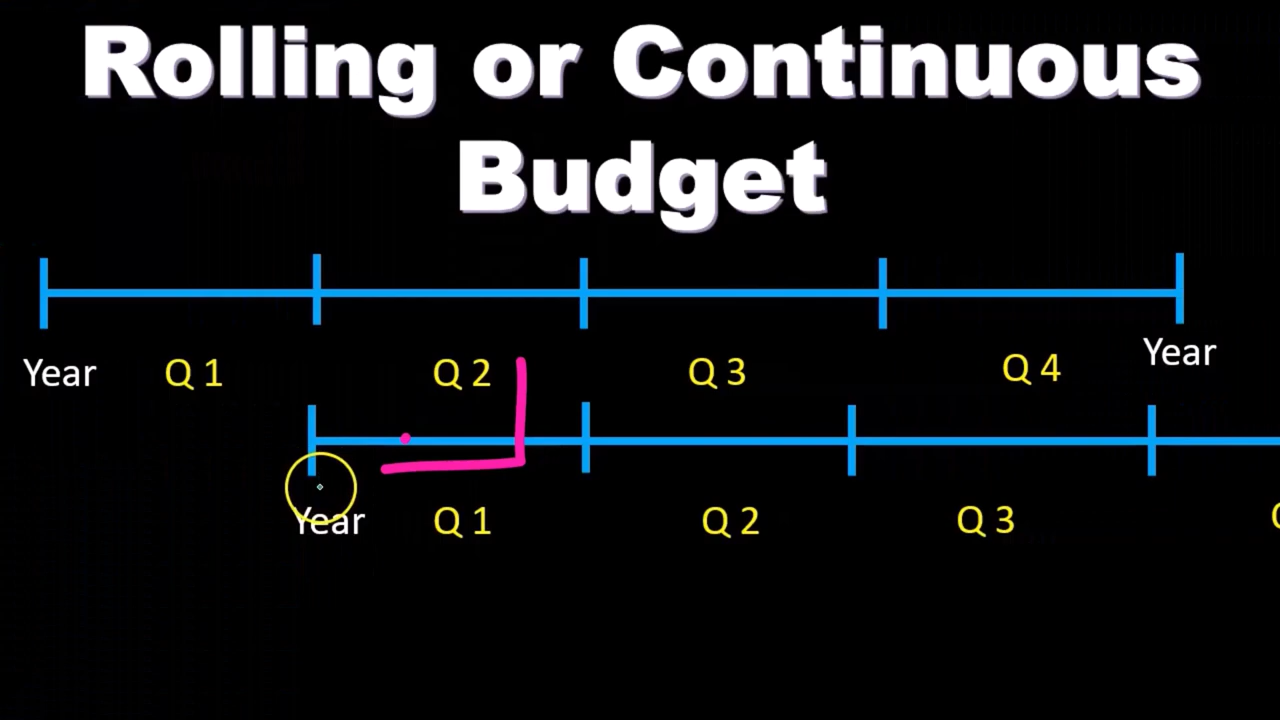 Rolling or Continuous
Budget
Year Q 1 Q 2 Q 3 Q 4 Year
Year Q 1 Q 2 Q 3